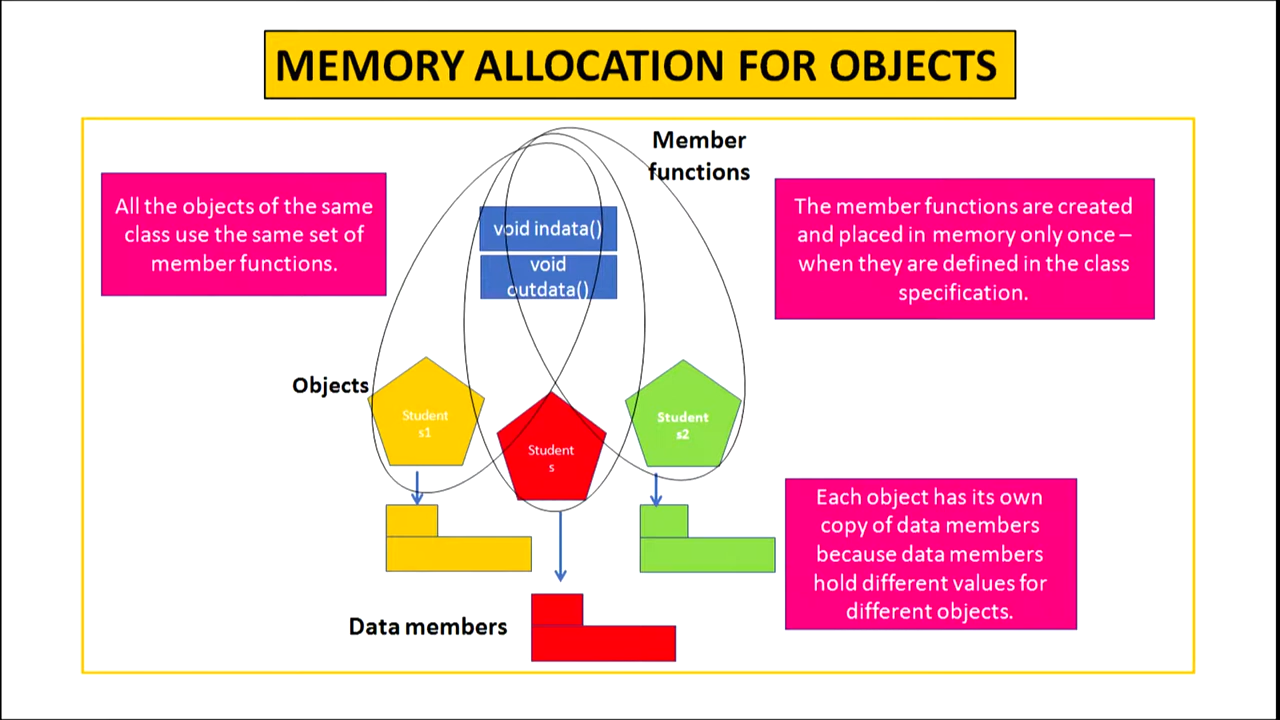 MEMORY ALLOCATION FOR OBJECTS
Member
functions
All the objects of the same
class use the same set of
member functions.
void indata()
void
outdata()
The member functions are created
and placed in memory only once –
when they are defined in the class
specification.
Objects
Student
s1
Student
s
Student
s2
Each object has its own
copy of data members
because data members
hold different values for
different objects.
Data members